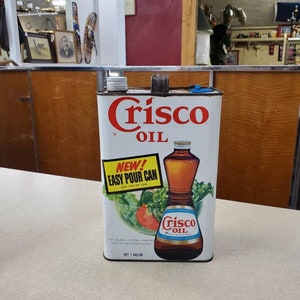 Crisco
OIL
NEW!
EASY POUR CAN
Crisco
OIL
NET 1 GALLON